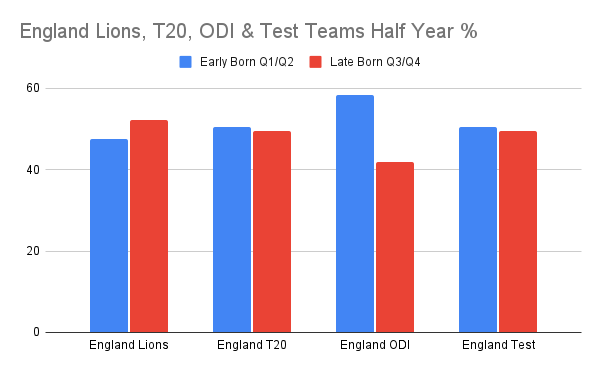 England Lions, T20, ODI & Test Teams Half Year %
Early Born Q1/Q2 Late Born Q3/Q4
60
40
20
0
England Lions England T20 England ODI England Test